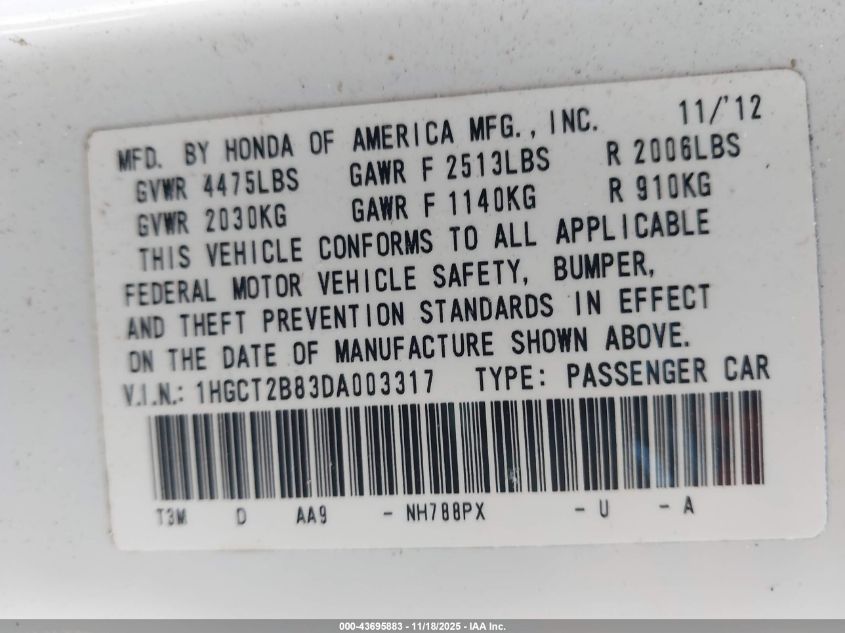 MFD. BY HONDA OF AMERICA MFG., INC. 11/'12
GVWR 4475LBS GAWR F 2513LBS R 2006LBS
GVWR 2030KG GAWR F 1140KG R 910KG
THIS VEHICLE CONFORMS TO ALL APPLICABLE
FEDERAL MOTOR VEHICLE SAFETY, BUMPER,
AND THEFT PREVENTION STANDARDS IN EFFECT
ON THE DATE OF MANUFACTURE SHOWN ABOVE.
V.I.N.: 1HGCT2B83DA003317 TYPE: PASSENGER CAR
T3M D AA9 - NH788PX - U - A
000-43695883 - 11/18/2025 - IAA Inc.